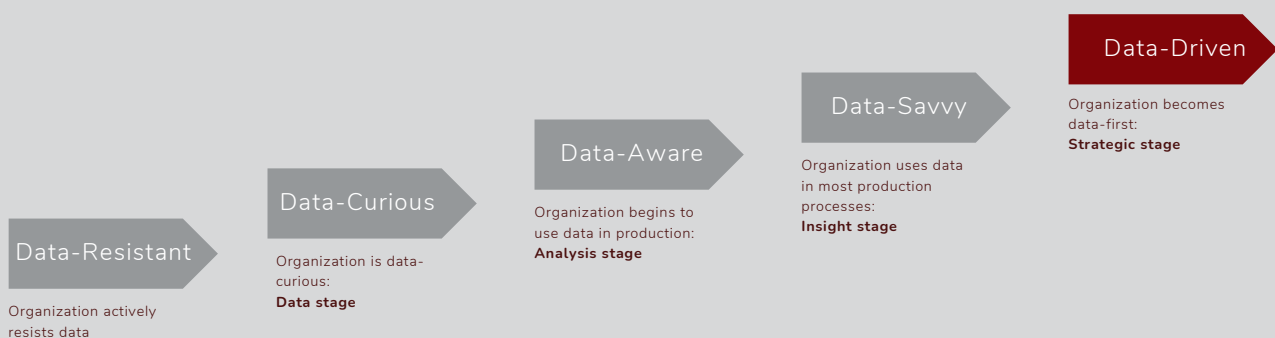 Data-Resistant
Organization actively
resists data
Data-Curious
Organization is data-
curious:
Data stage
Data-Aware
Organization begins to
use data in production:
Analysis stage
Data-Savvy
Organization uses data
in most production
processes:
Insight stage
Data-Driven
Organization becomes
data-first:
Strategic stage